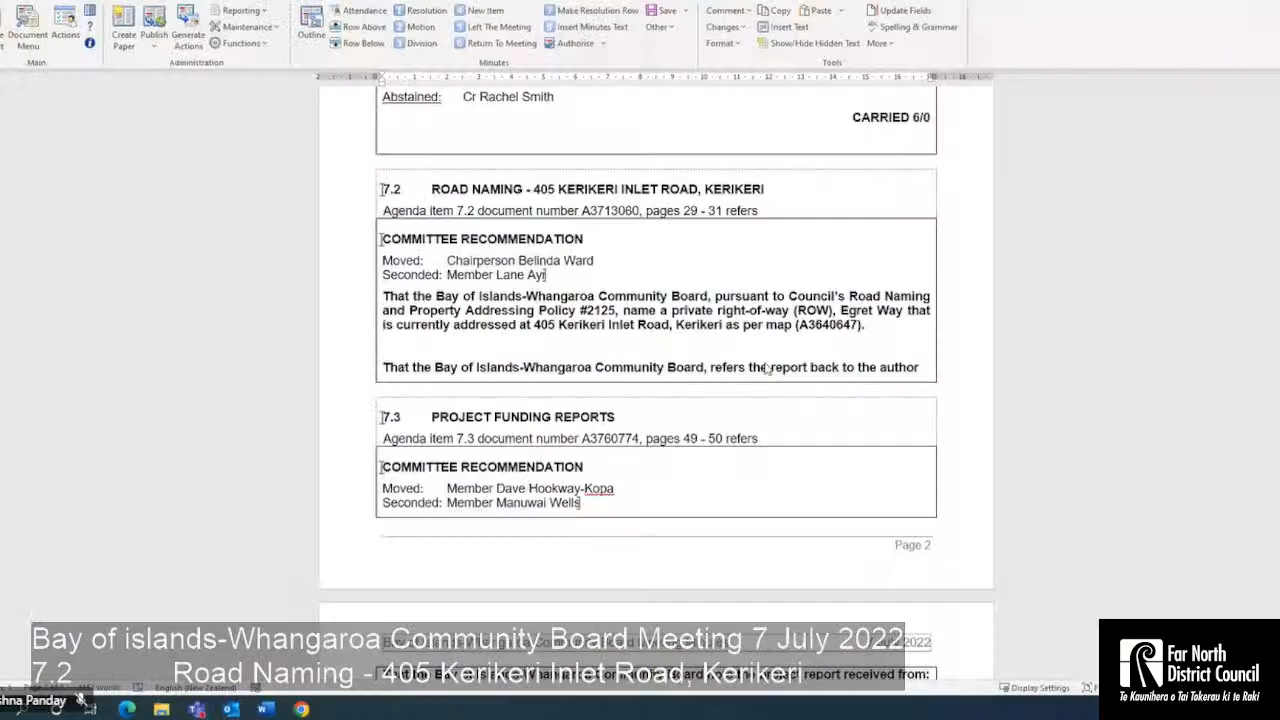 Reporting
Attendance
Resolution
New Item
Make Resolution Row
Save
Comment
Copy
Paste
Update Fields
Maintenance
Row Above
Motion
Left The Meeting
Insert Minutes Text
Other
Changes
Insert Text
Spelling & Grammar
Document Menu
Actions
Create Paper
Publish
Generate Actions
Functions
Outline
Row Below
Division
Return To Meeting
Authorise
Format
Show/Hide Hidden Text
More
Main
Administration
Minutes
Tools
Abstained: Cr Rachel Smith
CARRIED 6/0
7.2 ROAD NAMING - 405 KERIKERI INLET ROAD, KERIKERI
Agenda item 7.2 document number A3713060, pages 29 - 31 refers
COMMITTEE RECOMMENDATION
Moved: Chairperson Belinda Ward
Seconded: Member Lane Ayr
That the Bay of Islands-Whangaroa Community Board, pursuant to Council's Road Naming
and Property Addressing Policy #2125, name a private right-of-way (ROW), Egret Way that
is currently addressed at 405 Kerikeri Inlet Road, Kerikeri as per map (A3640647).
That the Bay of Islands-Whangaroa Community Board, refers the report back to the author
7.3 PROJECT FUNDING REPORTS
Agenda item 7.3 document number A3760774, pages 49 - 50 refers
COMMITTEE RECOMMENDATION
Moved: Member Dave Hookway-Kopa
Seconded: Member Manuwai Wells
Page 2
Bay of islands-Whangaroa Community Board Meeting 7 July 2022
7.2 Road Naming - 405 Kerikeri Inlet Road, Kerikeri
report received from:
English (New Zealand)
Display Settings
Panday
Far North
District Council
Te Kaunihera o Tai Tokerau ki te Raki